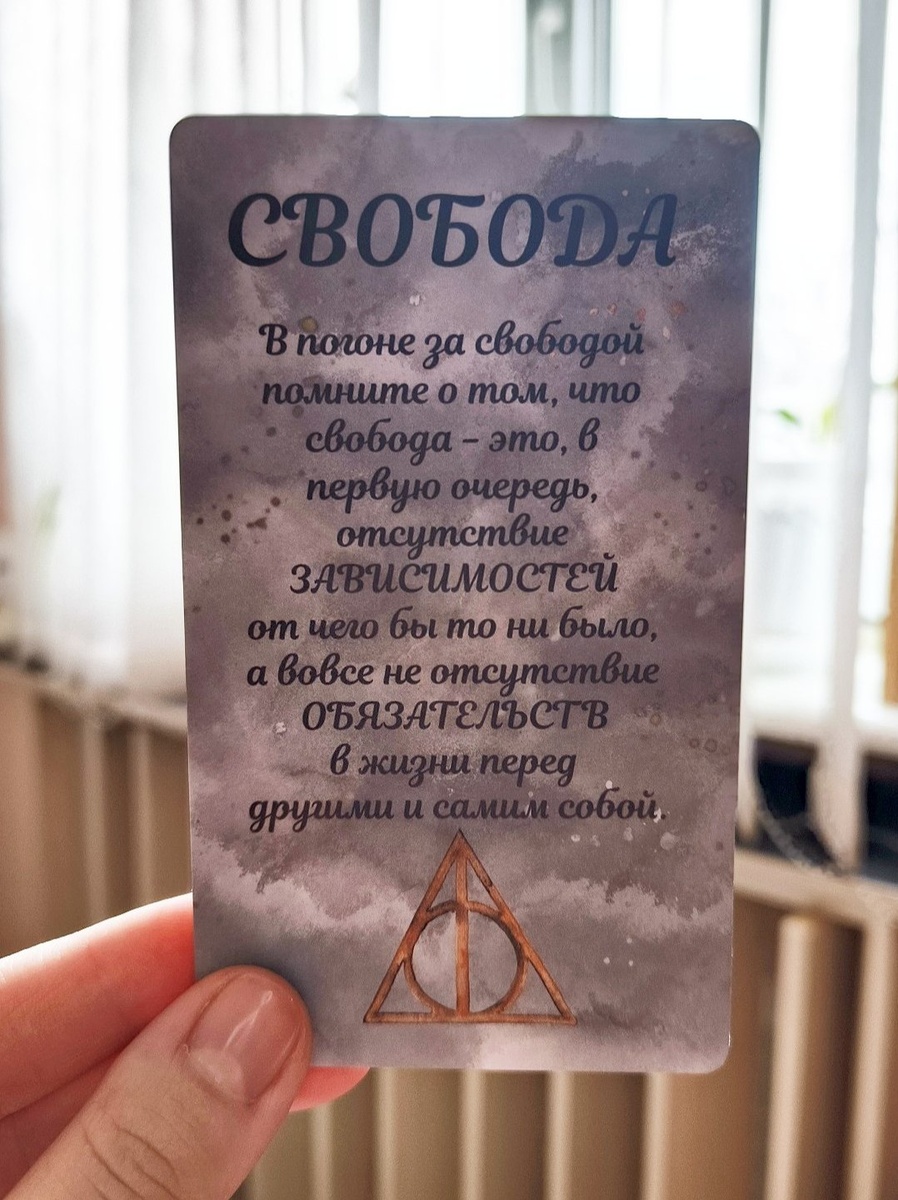 СВОБОДА
В погоне за свободой
помните о том, что
свобода – это, в
первую очередь,
отсутствие
ЗАВИСИМОСТЕЙ
от чего бы то ни было,
а вовсе не отсутствие
ОБЯЗАТЕЛЬСТВ
в жизни перед
другими и самим собой.